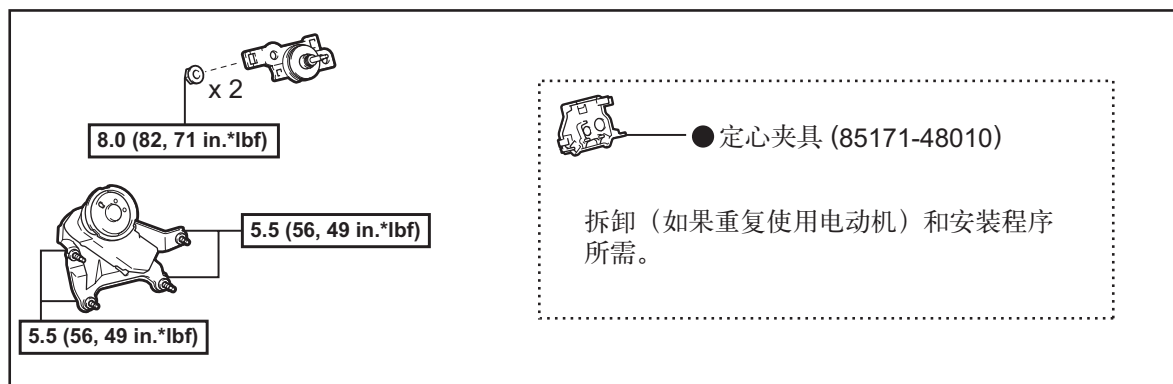 x 2
8.0 (82, 71 in.*lbf)
5.5 (56, 49 in.*lbf)
5.5 (56, 49 in.*lbf)
●定心夹具 (85171-48010)
拆卸（如果重复使用电动机）和安装程序
所需。